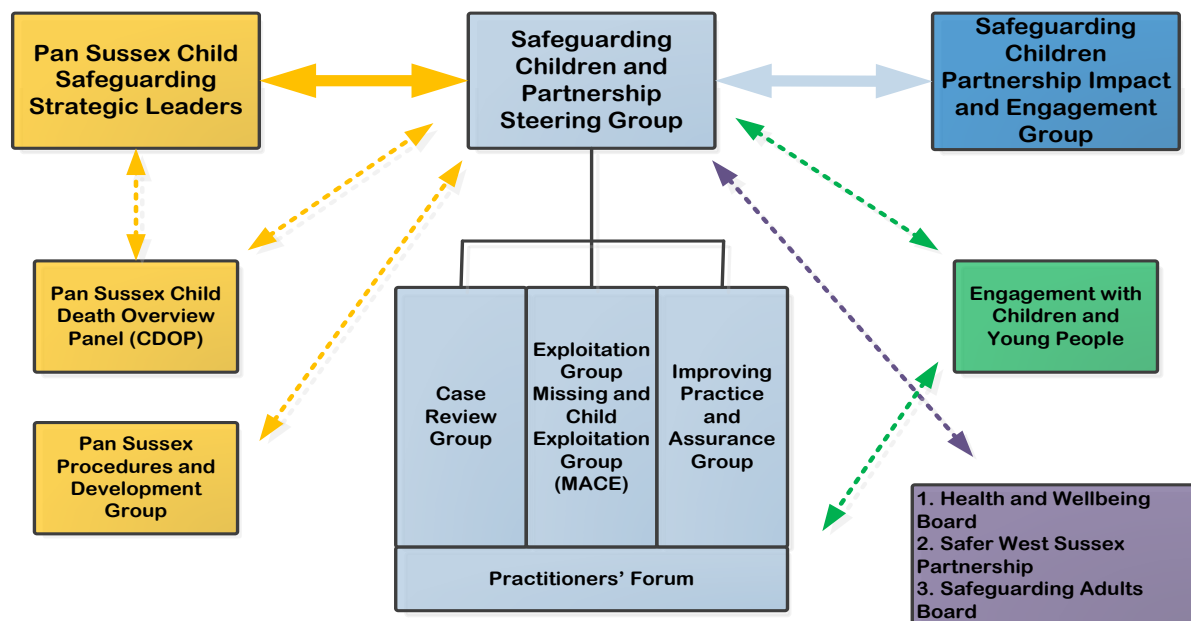 Pan Sussex Child
Safeguarding
Strategic Leaders
Safeguarding
Children and
Partnership
Steering Group
Safeguarding
Children
Partnership Impact
and Engagement
Group
Pan Sussex Child
Death Overview
Panel (CDOP)
Pan Sussex
Procedures and
Development
Group
Case
Review
Group
Exploitation
Group
Missing and
Child
Exploitation
Group
(MACE)
Improving
Practice
and
Assurance
Group
Practitioners’ Forum
Engagement with
Children and
Young People
1. Health and Wellbeing
Board
2. Safer West Sussex
Partnership
3. Safeguarding Adults
Board